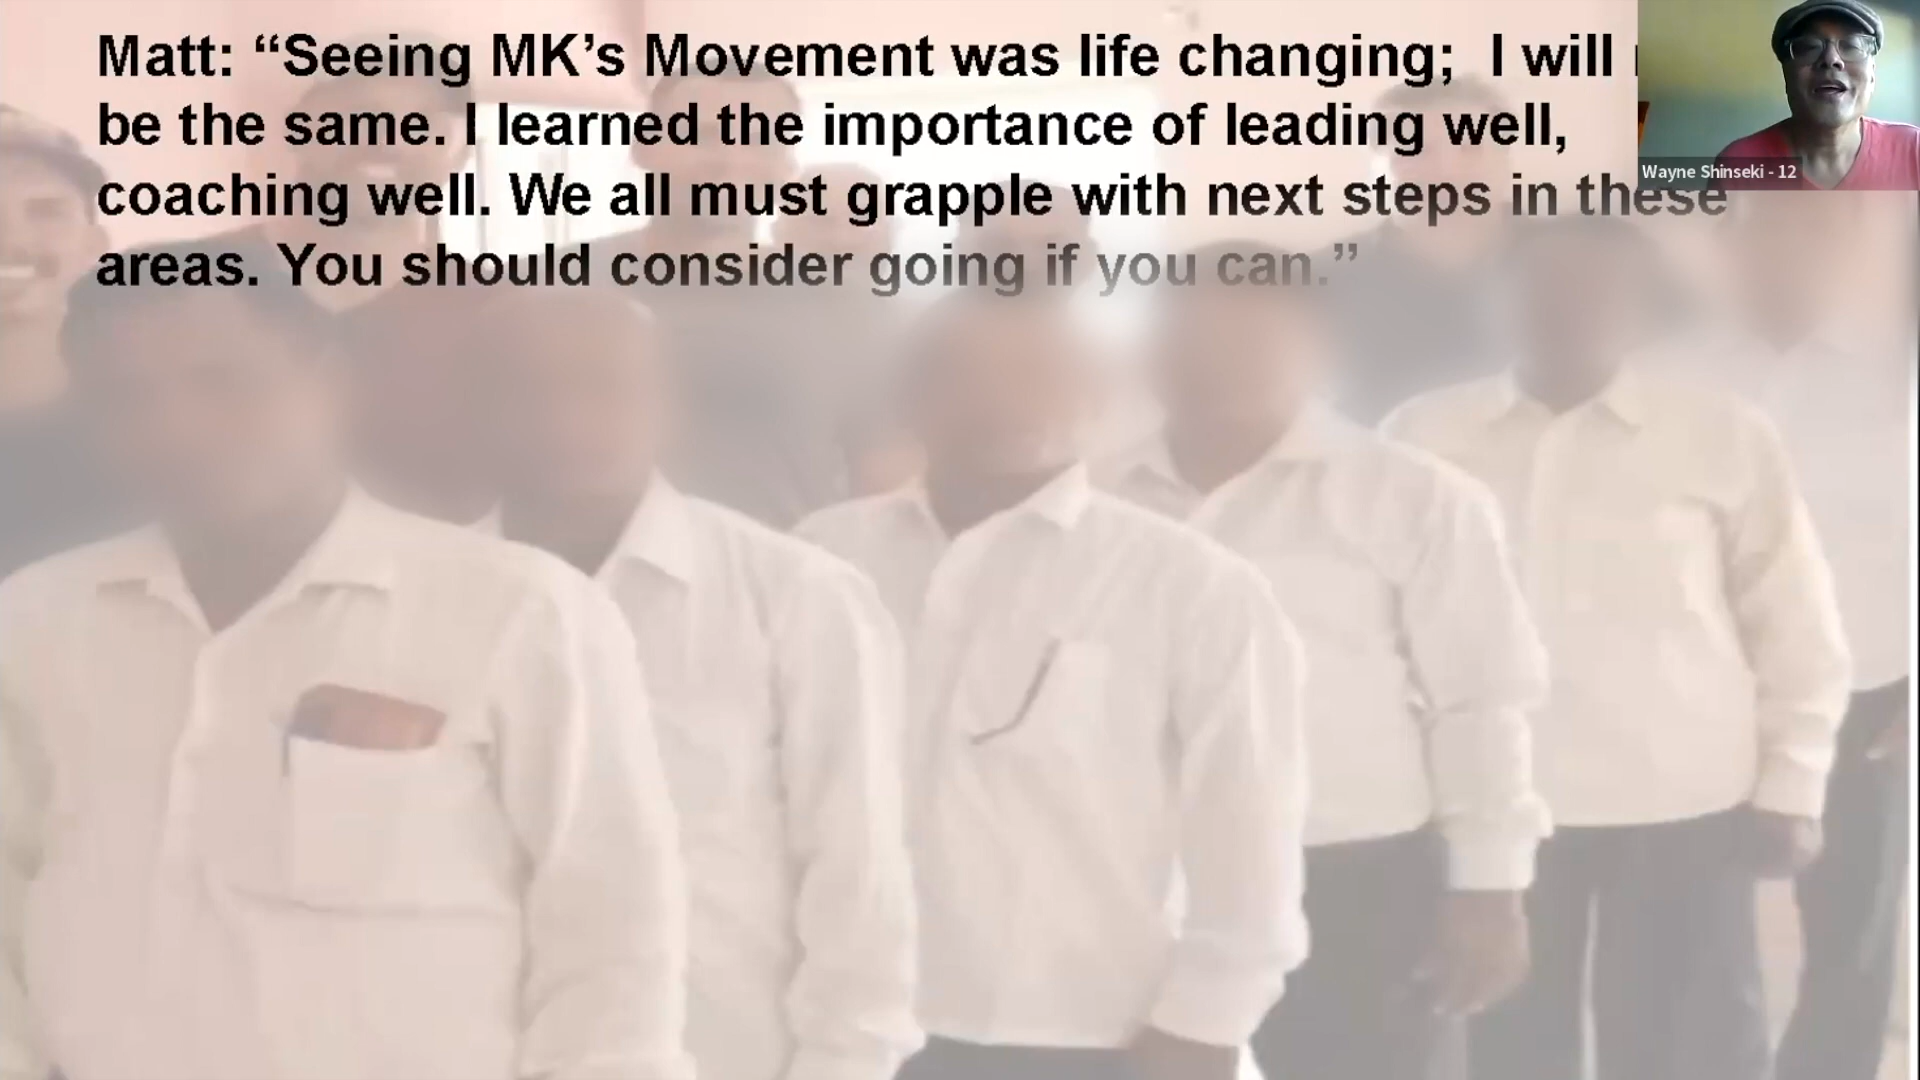 Matt: “Seeing MK’s Movement was life changing;  I will
be the same. I learned the importance of leading well,
Wayne Shinseki - 12
coaching well. We all must grapple with next steps in these
areas. You should consider going if you can.”